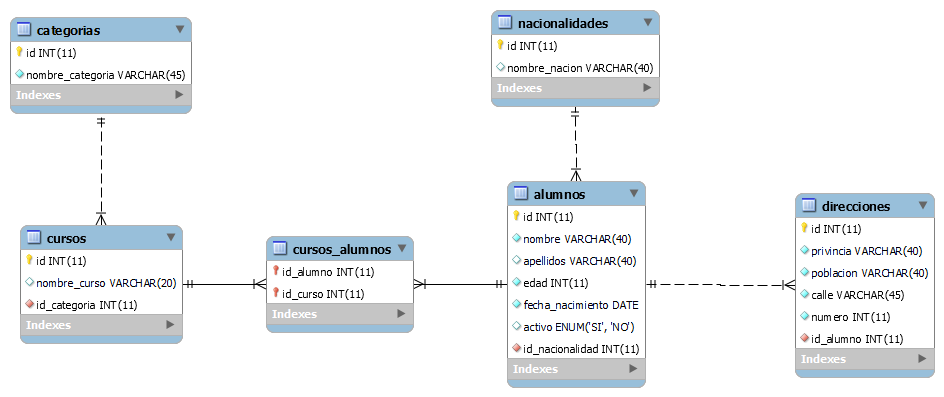 categorias
id INT(11)
nombre_categoria VARCHAR(45)
Indexes
nacionalidades
id INT(11)
nombre_nacion VARCHAR(40)
Indexes
cursos
id INT(11)
nombre_curso VARCHAR(20)
id_categoria INT(11)
Indexes
cursos_alumnos
id_alumno INT(11)
id_curso INT(11)
Indexes
alumnos
id INT(11)
nombre VARCHAR(40)
apellidos VARCHAR(40)
edad INT(11)
fecha_nacimiento DATE
activo ENUM('SI', 'NO')
id_nacionalidad INT(11)
Indexes
direcciones
id INT(11)
privincia VARCHAR(40)
poblacion VARCHAR(40)
calle VARCHAR(45)
numero INT(11)
id_alumno INT(11)
Indexes